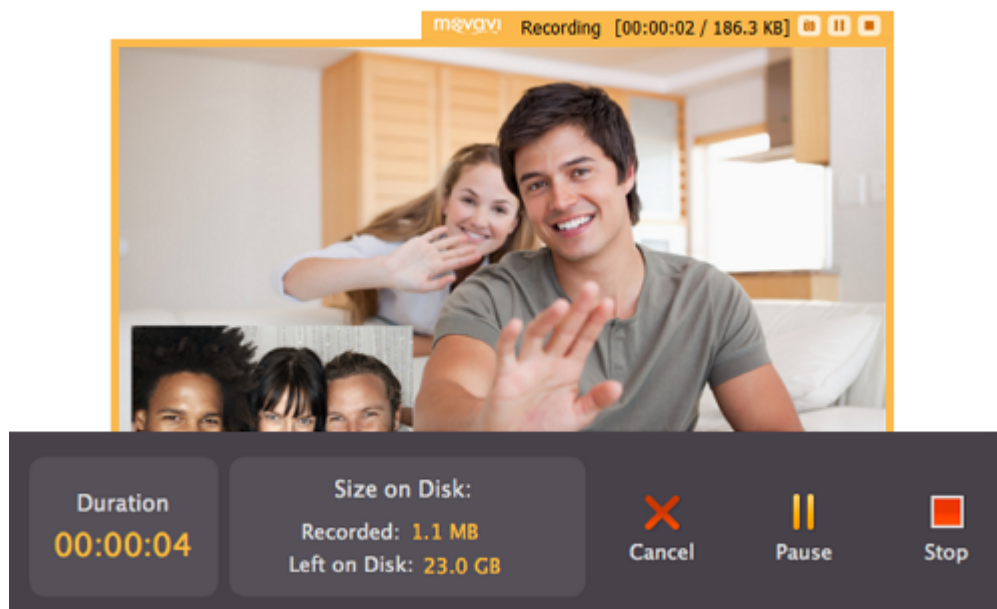 movavi Recording [00:00:02 / 186.3 KB]
Duration
00:00:04
Size on Disk:
Recorded: 1.1 MB
Left on Disk: 23.0 GB
Cancel
Pause
Stop